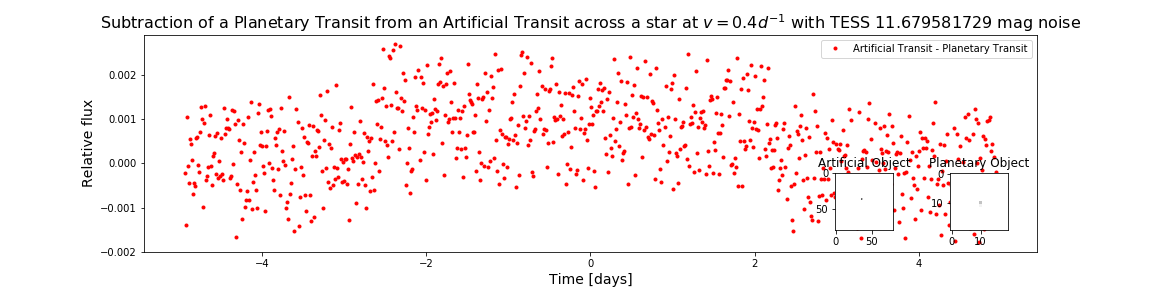 Subtraction of a Planetary Transit from an Artificial Transit across a star at v = 0.4d⁻¹ with TESS 11.679581729 mag noise
Artificial Transit - Planetary Transit
Relative flux
0.002
0.001
0.000
−0.001
−0.002
Artificial Object
0
50
0 50
Planetary Object
0
10
0 10
−4 −2 0 2 4
Time [days]